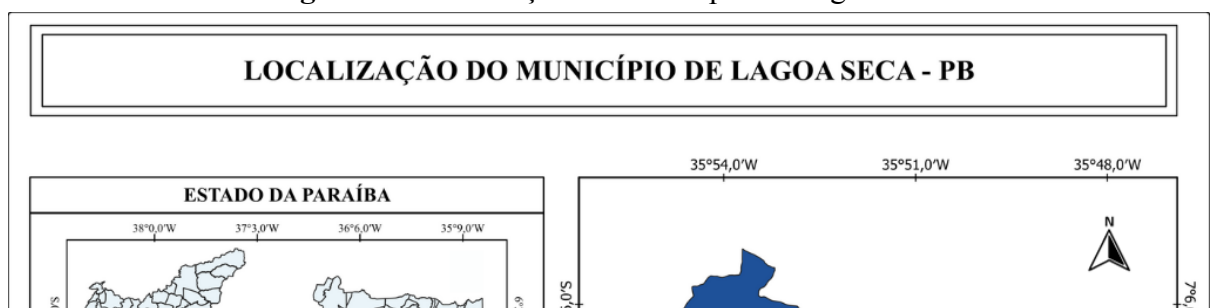 LOCALIZAÇÃO DO MUNICÍPIO DE LAGOA SECA - PB
35°54,0'W 35°51,0'W 35°48,0'W
ESTADO DA PARAÍBA
38°0,0'W 37°3,0'W 36°6,0'W 35°9,0'W
N